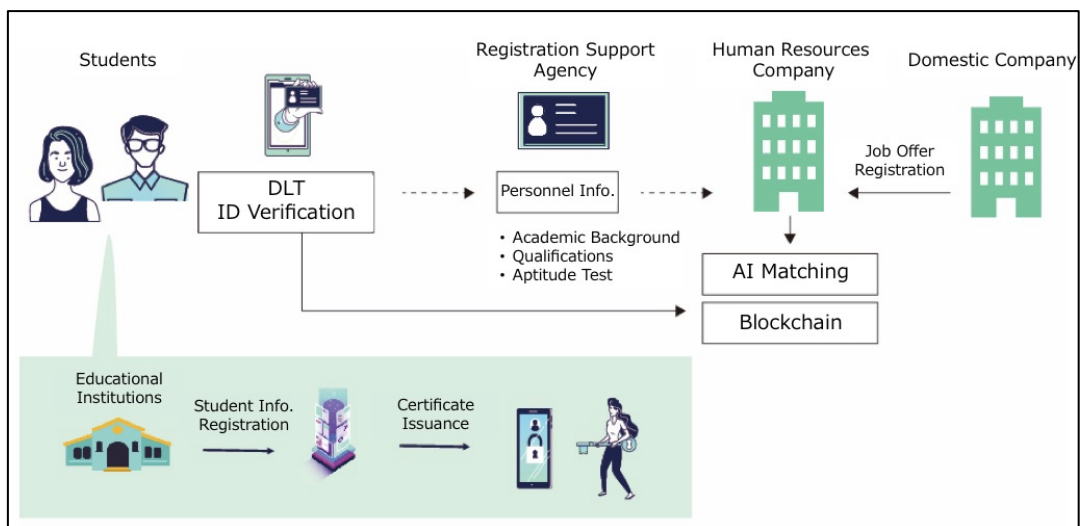 Students
Registration Support
Agency
Human Resources
Company
Domestic Company
Job Offer
Registration
DLT
ID Verification
Personnel Info.
• Academic Background
• Qualifications
• Aptitude Test
AI Matching
Blockchain
Educational
Institutions
Student Info.
Registration
Certificate
Issuance